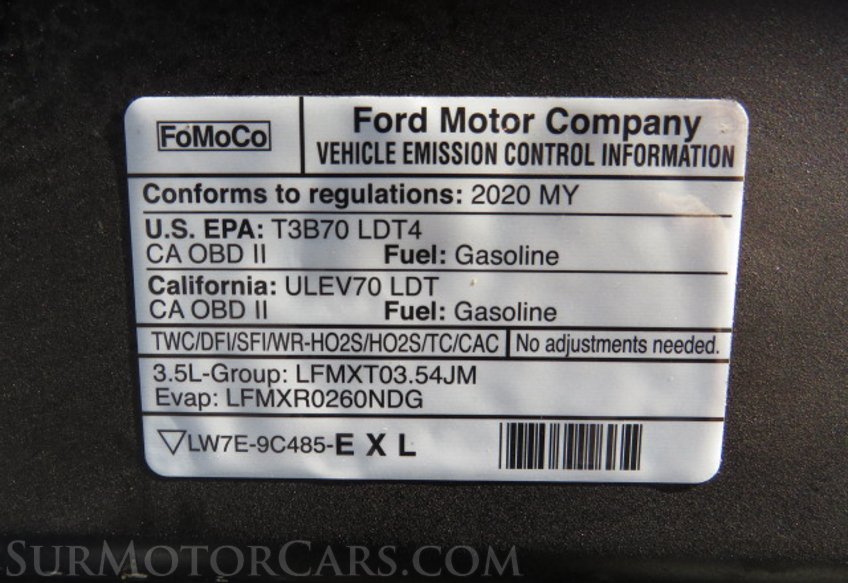 FoMoCo
Ford Motor Company
VEHICLE EMISSION CONTROL INFORMATION
Conforms to regulations: 2020 MY
U.S. EPA: T3B70 LDT4
CA OBD II Fuel: Gasoline
California: ULEV70 LDT
CA OBD II Fuel: Gasoline
TWC/DFI/SFI/WR-HO2S/HO2S/TC/CAC No adjustments needed.
3.5L-Group: LFMXT03.54JM
Evap: LFMXR0260NDG
▽LW7E-9C485-E X L
SurMotorCars.com